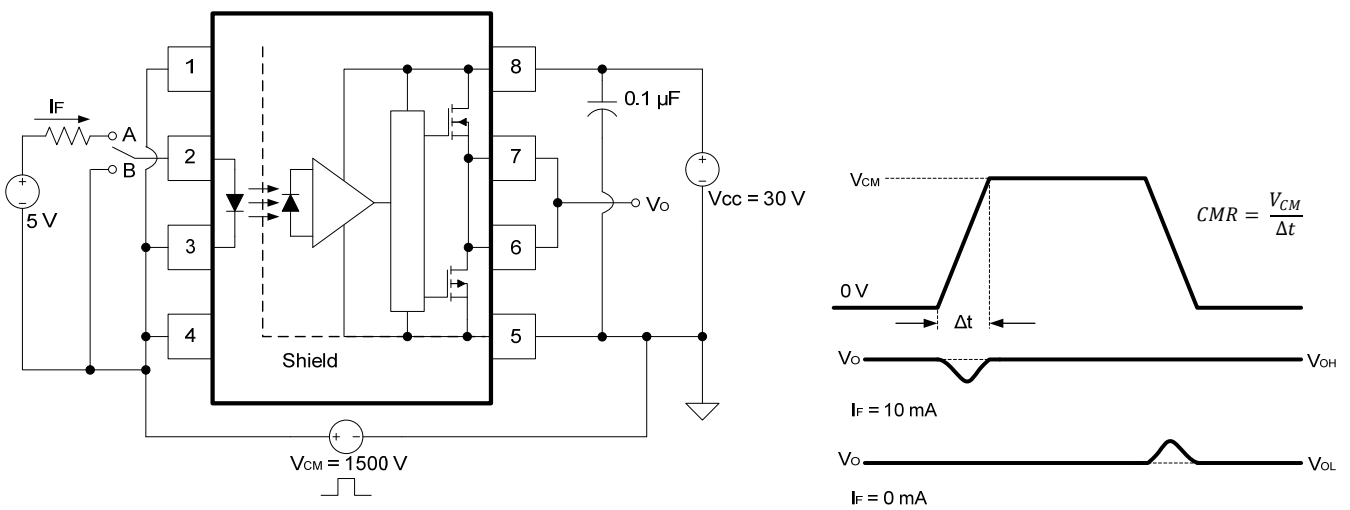 IF
A
B
+
−
5 V
1
2
3
4
Shield
8
7
6
5
0.1 µF
+
−
VCC = 30 V
VO
+ −
VCM = 1500 V
VCM
0 V
Δt
CMR = VCM / Δt
VO
VOH
IF = 10 mA
VO
VOL
IF = 0 mA